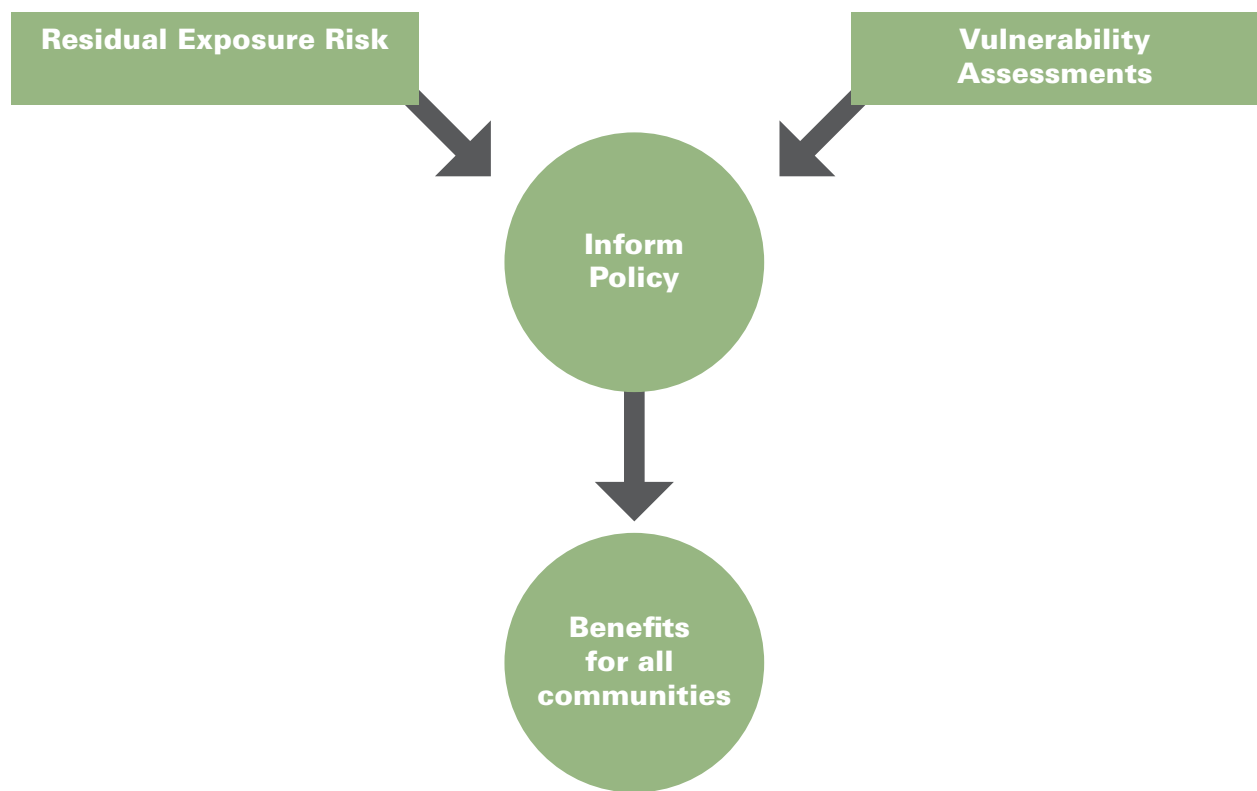 Residual Exposure Risk
Vulnerability
Assessments
Inform
Policy
Benefits
for all
communities